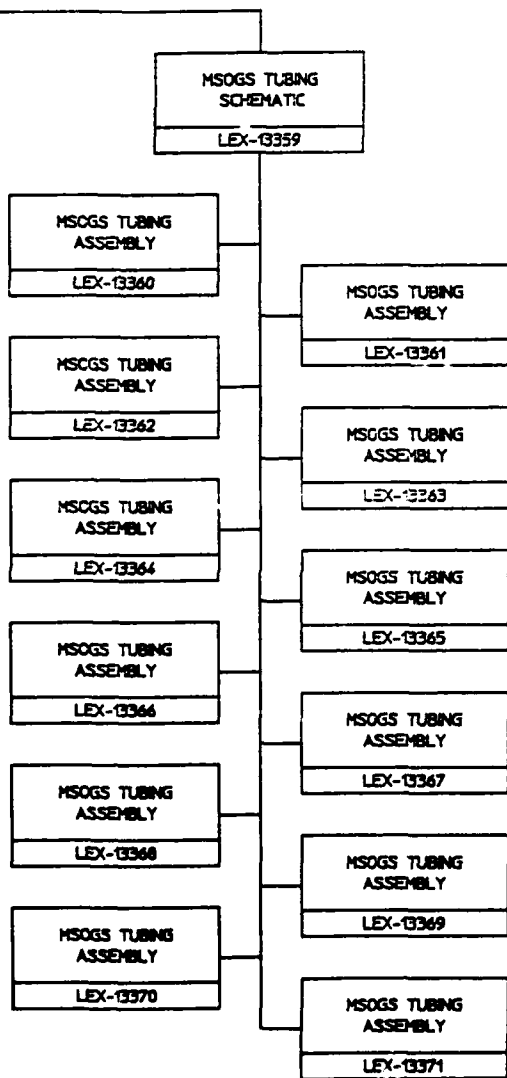 MSOGS TUBING
SCHEMATIC
LEX-13359
MSOGS TUBING
ASSEMBLY
LEX-13360
MSOGS TUBING
ASSEMBLY
LEX-13361
MSOGS TUBING
ASSEMBLY
LEX-13362
MSOGS TUBING
ASSEMBLY
LEX-13363
MSOGS TUBING
ASSEMBLY
LEX-13364
MSOGS TUBING
ASSEMBLY
LEX-13365
MSOGS TUBING
ASSEMBLY
LEX-13366
MSOGS TUBING
ASSEMBLY
LEX-13367
MSOGS TUBING
ASSEMBLY
LEX-13368
MSOGS TUBING
ASSEMBLY
LEX-13369
MSOGS TUBING
ASSEMBLY
LEX-13370
MSOGS TUBING
ASSEMBLY
LEX-13371